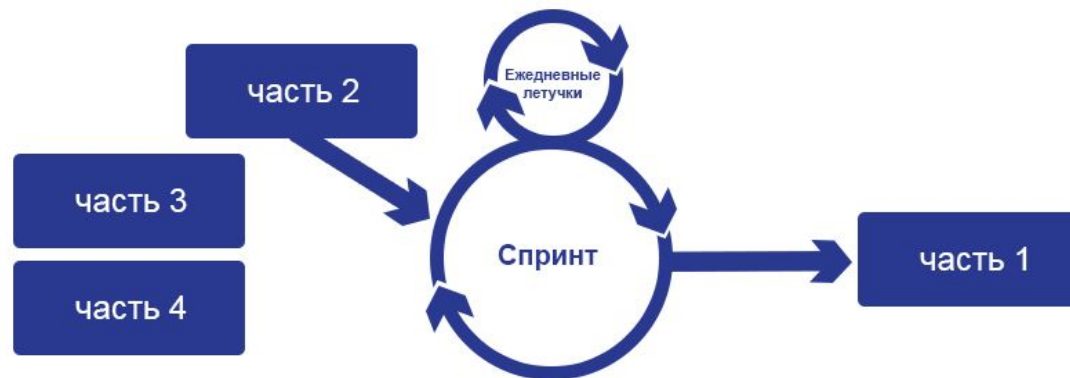 часть 2
Ежедневные
летучки
часть 3
Спринт
часть 1
часть 4